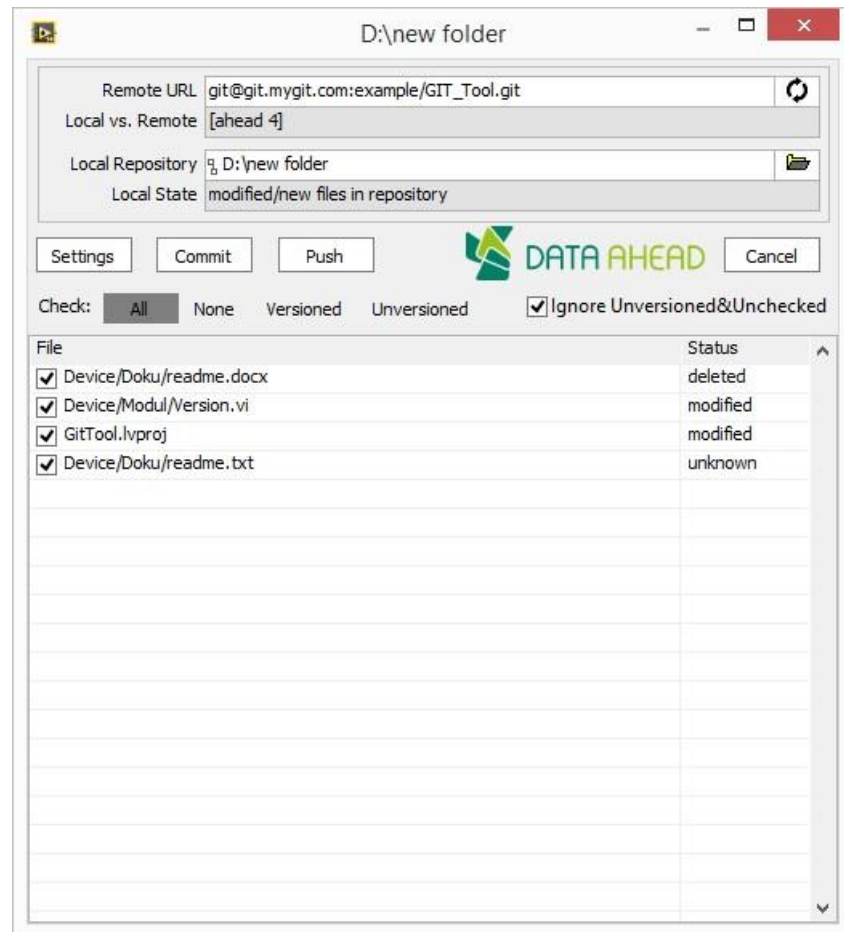 D:\new folder
Remote URL git@git.mygit.com:example/GIT_Tool.git
Local vs. Remote [ahead 4]
Local Repository D:\new folder
Local State modified/new files in repository
Settings Commit Push DATA AHEAD Cancel
Check: All None Versioned Unversioned Ignore Unversioned&Unchecked
File Status
Device/Doku/readme.docx deleted
Device/Modul/Version.vi modified
GitTool.lvproj modified
Device/Doku/readme.txt unknown